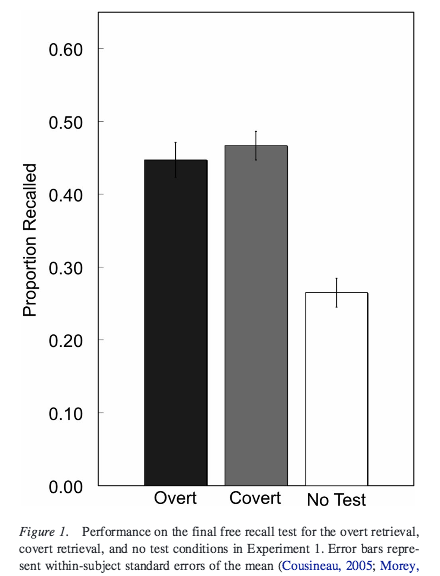 0.60
0.50
0.40
0.30
0.20
0.10
0.00
Proportion Recalled
Overt Covert No Test
Figure 1. Performance on the final free recall test for the overt retrieval,
covert retrieval, and no test conditions in Experiment 1. Error bars repre-
sent within-subject standard errors of the mean (Cousineau, 2005; Morey,